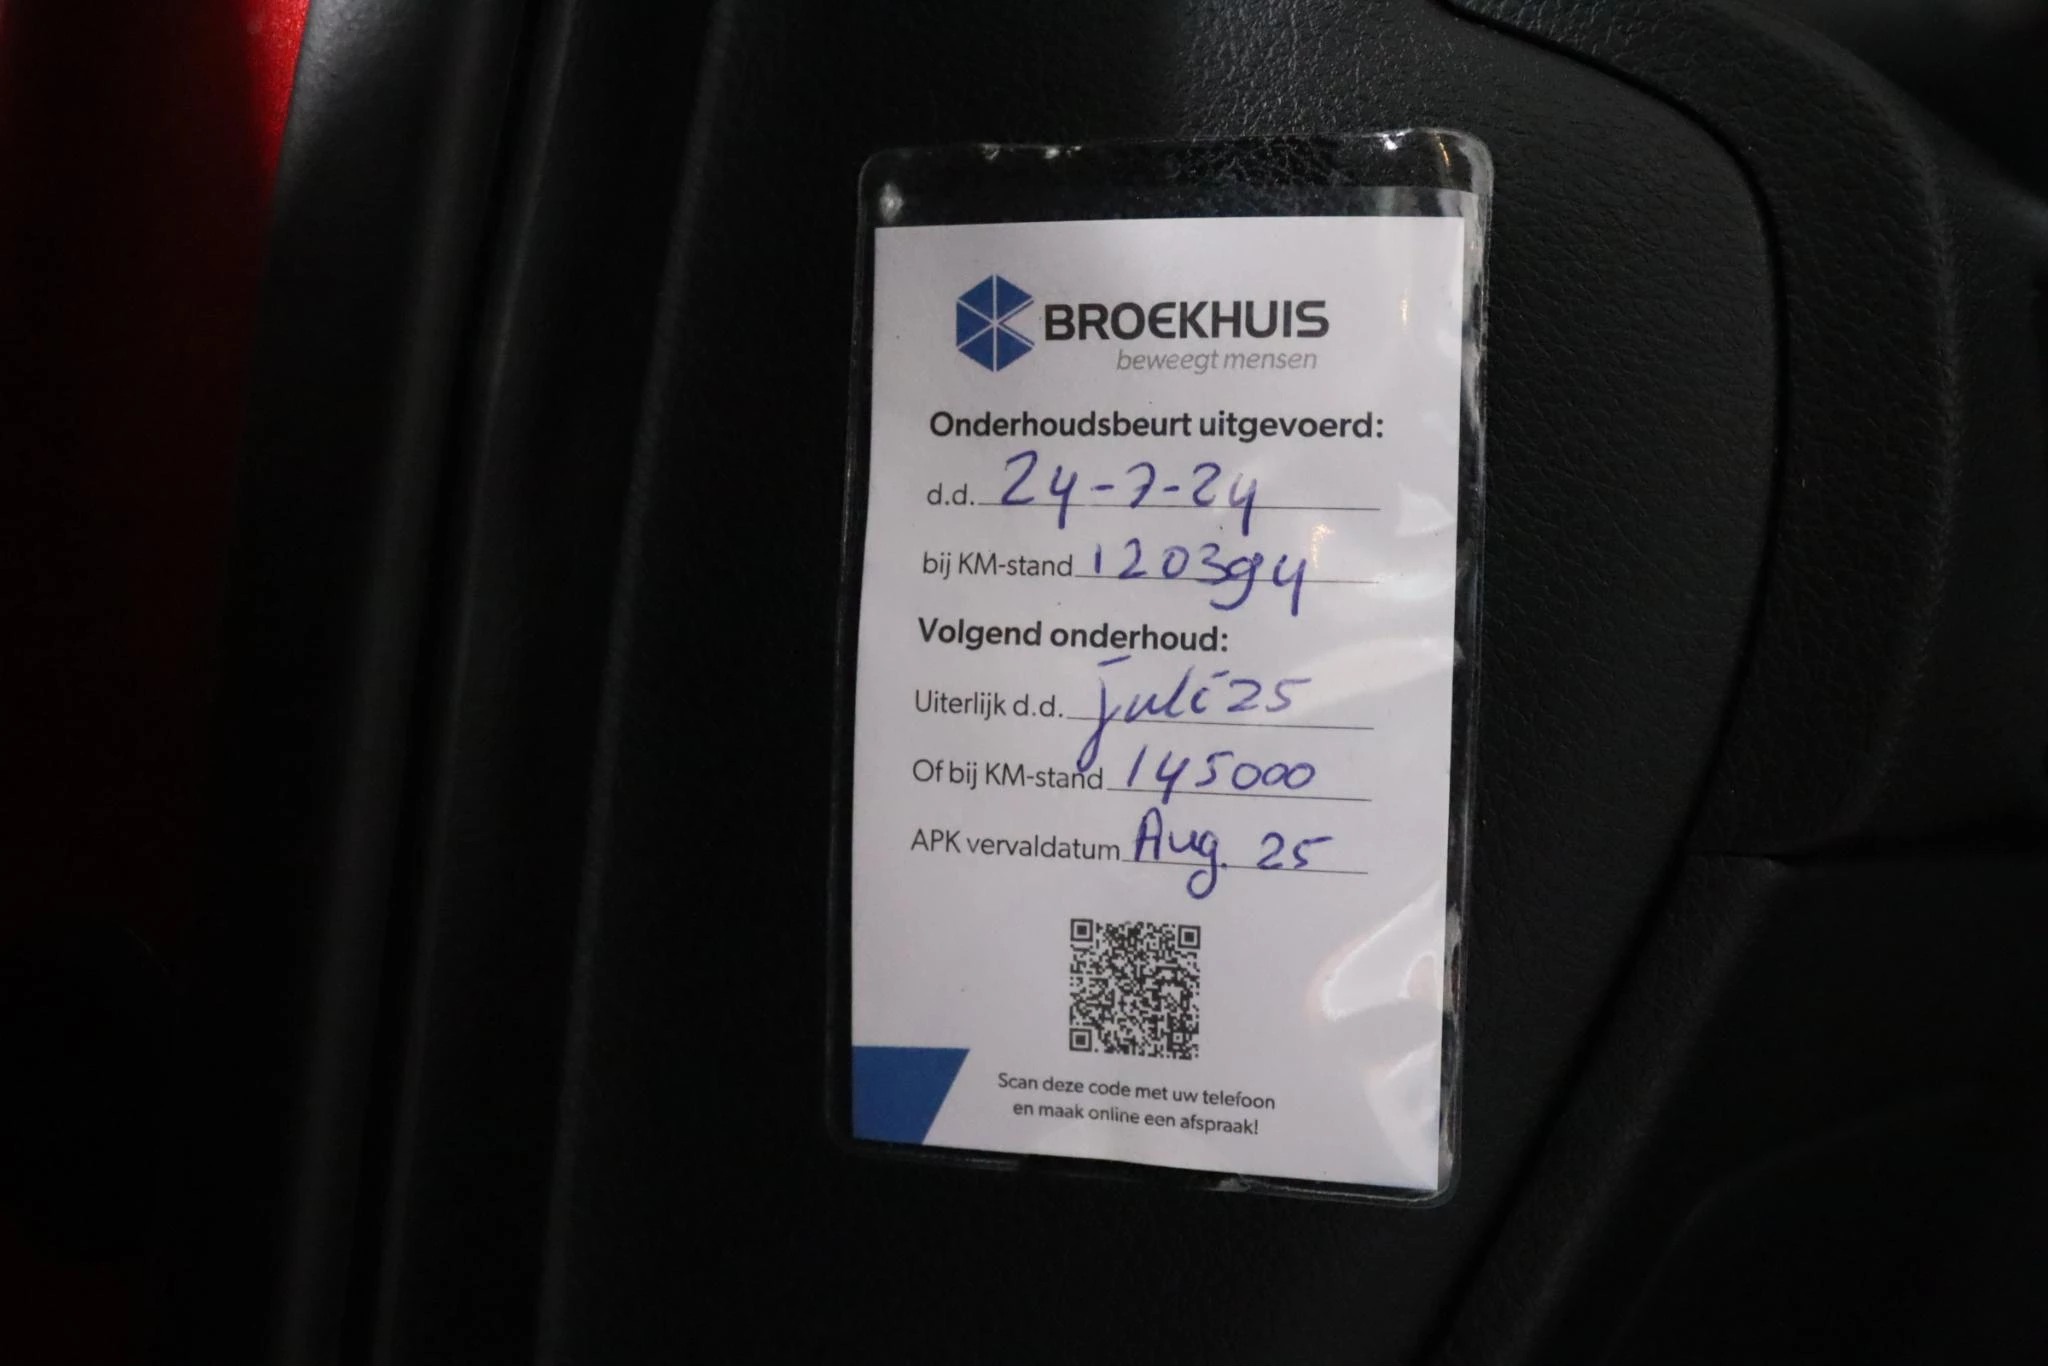 BROEKHUIS
beweegt mensen
Onderhoudsbeurt uitgevoerd:
d.d. 24-7-24
bij KM-stand 120394
Volgend onderhoud:
Uiterlijk d.d. juli 25
Of bij KM-stand 145000
APK vervaldatum Aug. 25
Scan deze code met uw telefoon
en maak online een afspraak!